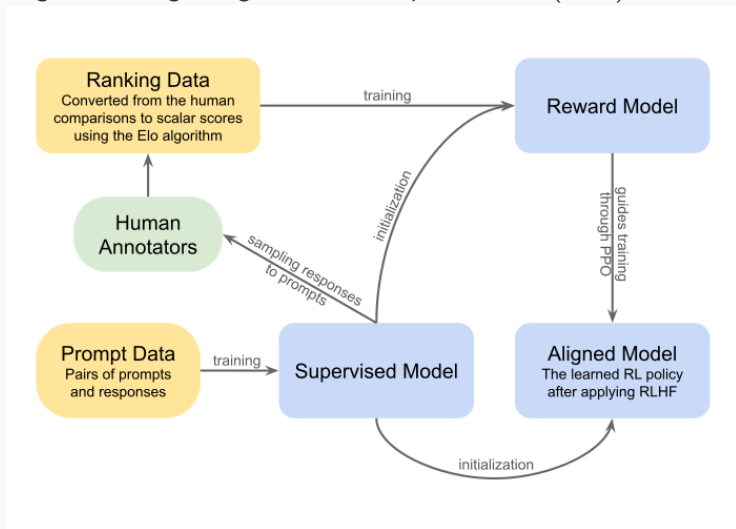 Ranking Data
Converted from the human
comparisons to scalar scores
using the Elo algorithm
training
Reward Model
initialization
guides training
through PPO
Human
Annotators
sampling responses
to prompts
Prompt Data
Pairs of prompts
and responses
training
Supervised Model
Aligned Model
The learned RL policy
after applying RLHF
initialization